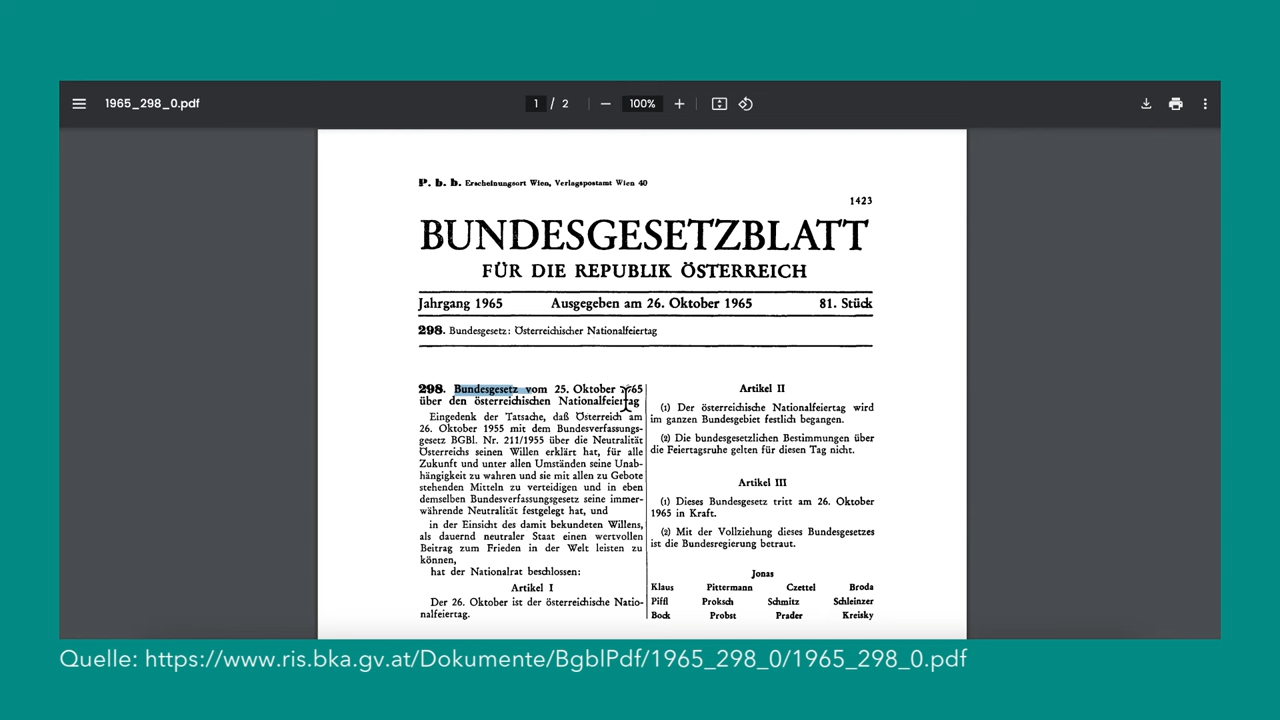 1965_298_0.pdf
1 / 2
100%
P. b. b. Erscheinungsort Wien, Verlagspostamt Wien 40
1423
BUNDESGESETZBLATT
FÜR DIE REPUBLIK ÖSTERREICH
Jahrgang 1965 Ausgegeben am 26. Oktober 1965 81. Stück
298. Bundesgesetz: Österreichischer Nationalfeiertag
298. Bundesgesetz vom 25. Oktober 1965
über den österreichischen Nationalfeiertag
Eingedenk der Tatsache, daß Österreich am
26. Oktober 1955 mit dem Bundesverfassungs-
gesetz BGBl. Nr. 211/1955 über die Neutralität
Österreichs seinen Willen erklärt hat, für alle
Zukunft und unter allen Umständen seine Unab-
hängigkeit zu wahren und sie mit allen zu Gebote
stehenden Mitteln zu verteidigen und in eben
demselben Bundesverfassungsgesetz seine immer-
währende Neutralität festgelegt hat, und
in der Einsicht des damit bekundeten Willens,
als dauernd neutraler Staat einen wertvollen
Beitrag zum Frieden in der Welt leisten zu
können,
hat der Nationalrat beschlossen:
Artikel I
Der 26. Oktober ist der österreichische Natio-
nalfeiertag.
Artikel II
(1) Der österreichische Nationalfeiertag wird
im ganzen Bundesgebiet festlich begangen.
(2) Die bundesgesetzlichen Bestimmungen über
die Feiertagsruhe gelten für diesen Tag nicht.
Artikel III
(1) Dieses Bundesgesetz tritt am 26. Oktober
1965 in Kraft.
(2) Mit der Vollziehung dieses Bundesgesetzes
ist die Bundesregierung betraut.
Jonas
Klaus Pittermann Czettel Broda
Piffl Proksch Schmitz Schleinzer
Bock Probst Prader Kreisky
Quelle: https://www.ris.bka.gv.at/Dokumente/BgblPdf/1965_298_0/1965_298_0.pdf